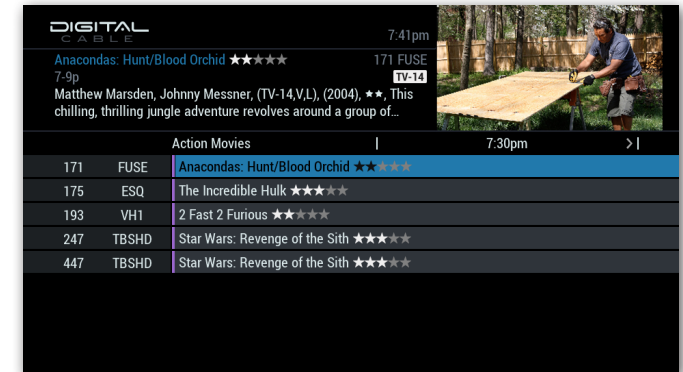 DIGITAL
CABLE
7:41pm
Anacondas: Hunt/Blood Orchid ★★★★★ 171 FUSE
7-9p TV-14
Matthew Marsden, Johnny Messner, (TV-14,V,L), (2004), ★★, This
chilling, thrilling jungle adventure revolves around a group of...
Action Movies | 7:30pm >|
171 FUSE Anacondas: Hunt/Blood Orchid ★★★★★
175 ESQ The Incredible Hulk ★★★★★
193 VH1 2 Fast 2 Furious ★★★★★
247 TBSHD Star Wars: Revenge of the Sith ★★★★★
447 TBSHD Star Wars: Revenge of the Sith ★★★★★